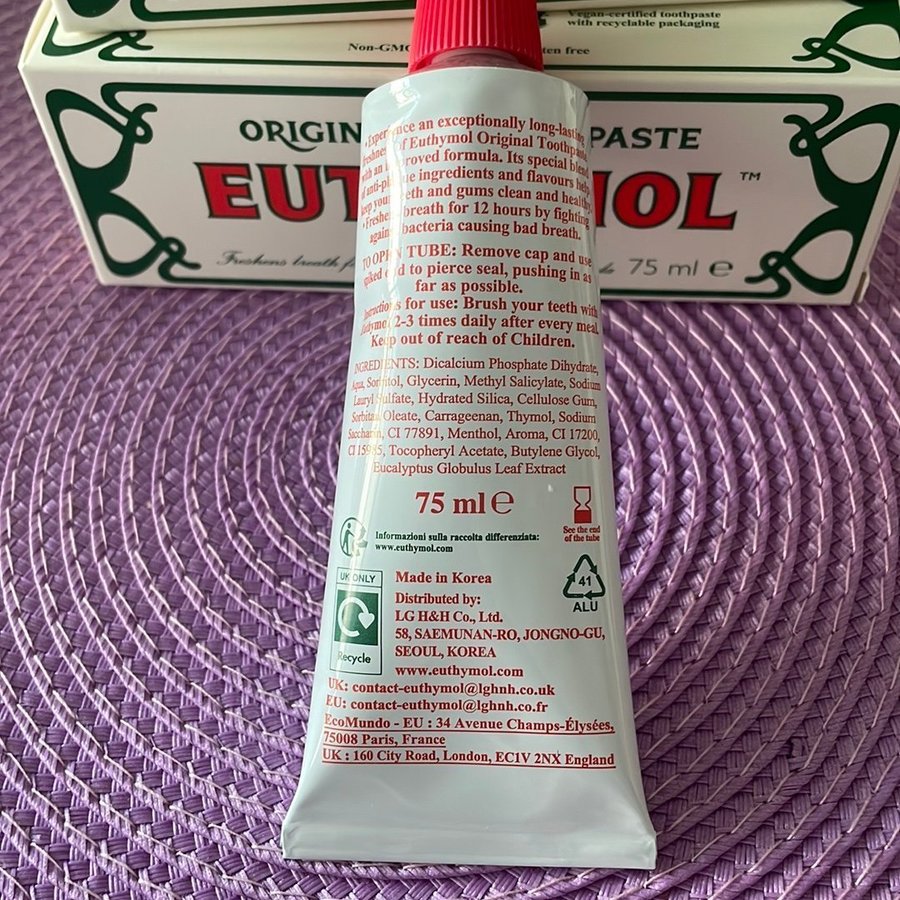 Vegan-certified toothpaste
with recyclable packaging
Non-GMO
ten free
ORIGIN PASTE
EUT MOL™
Freshens breath
75 ml ℮
Experience an exceptionally long-lasting
freshness of Euthymol Original Toothpaste
with an improved formula. Its special blend
of anti-plaque ingredients and flavours help
keep your teeth and gums clean and healthy.
Freshens breath for 12 hours by fighting
against bacteria causing bad breath.
TO OPEN TUBE: Remove cap and use
spiked end to pierce seal, pushing in as
far as possible.
Instructions for use: Brush your teeth with
Euthymol 2-3 times daily after every meal.
Keep out of reach of Children.
INGREDIENTS: Dicalcium Phosphate Dihydrate,
Aqua, Sorbitol, Glycerin, Methyl Salicylate, Sodium
Lauryl Sulfate, Hydrated Silica, Cellulose Gum,
Sorbitan Oleate, Carrageenan, Thymol, Sodium
Saccharin, CI 77891, Menthol, Aroma, CI 17200,
CI 15985, Tocopheryl Acetate, Butylene Glycol,
Eucalyptus Globulus Leaf Extract
75 ml ℮
See the end
of the tube
Informazioni sulla raccolta differenziata:
www.euthymol.com
UK ONLY
Recycle
41
ALU
Made in Korea
Distributed by:
LG H&H Co., Ltd.
58, SAEMUNAN-RO, JONGNO-GU,
SEOUL, KOREA
www.euthymol.com
UK: contact-euthymol@lghnh.co.uk
EU: contact-euthymol@lghnh.co.fr
EcoMundo - EU : 34 Avenue Champs-Élysées,
75008 Paris, France
UK : 160 City Road, London, EC1V 2NX England